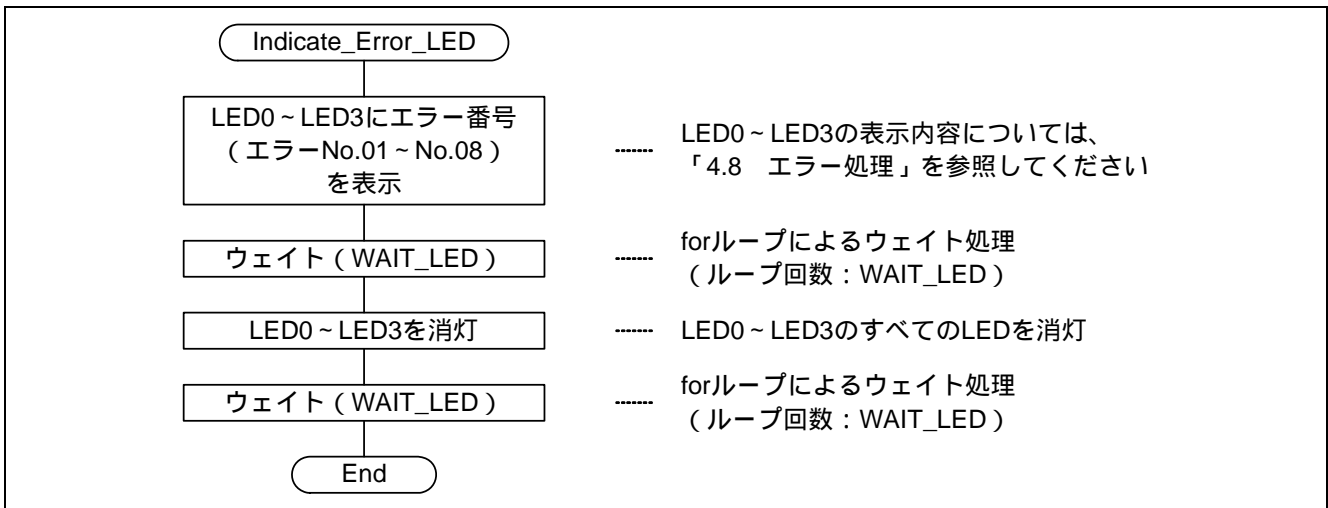 Indicate_Error_LED
LED0~LED3にエラー番号
(エラーNo.01~No.08)
を表示
LED0~LED3の表示内容については、
「4.8 エラー処理」を参照してください
ウェイト(WAIT_LED)
forループによるウェイト処理
(ループ回数:WAIT_LED)
LED0~LED3を消灯
LED0~LED3のすべてのLEDを消灯
ウェイト(WAIT_LED)
forループによるウェイト処理
(ループ回数:WAIT_LED)
End